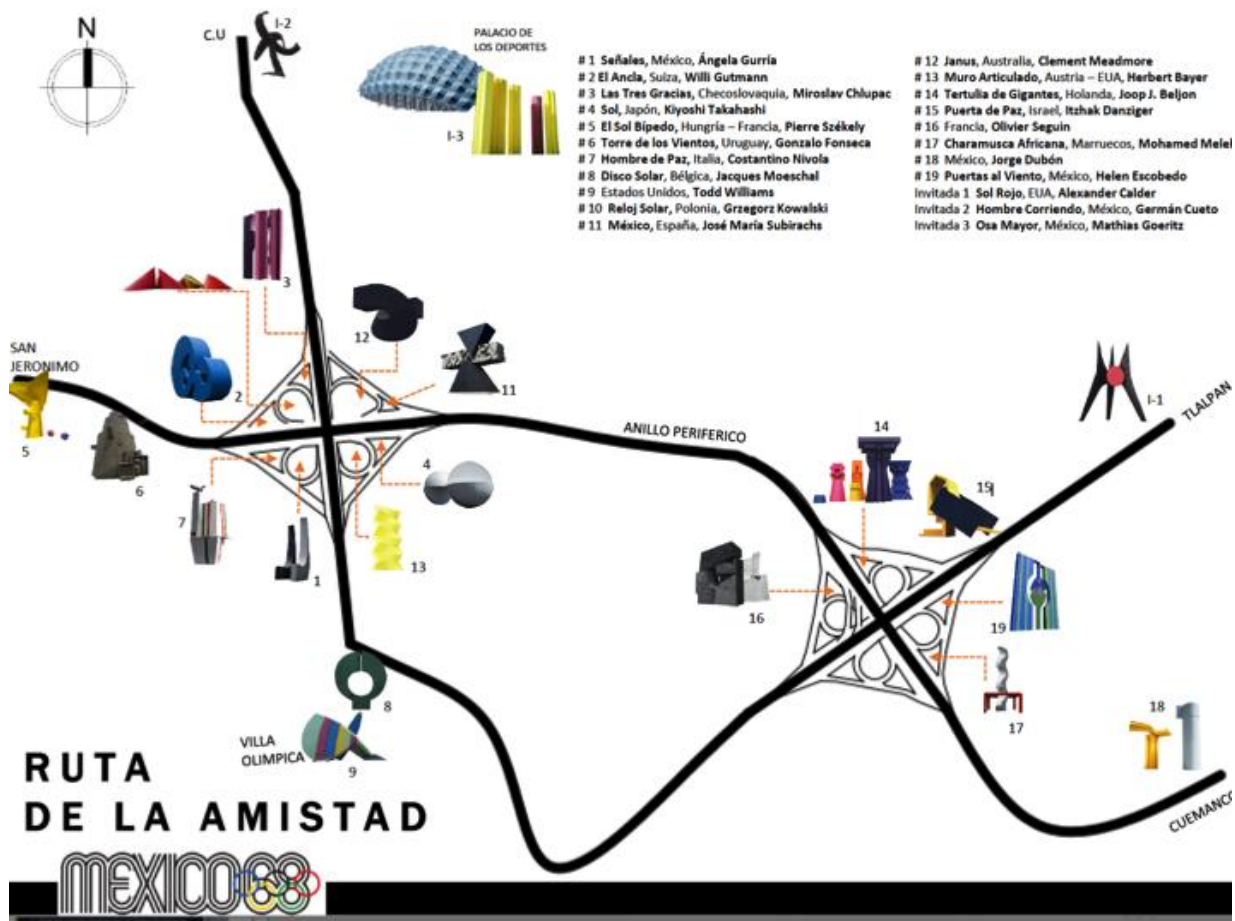 N
C.U
I-2
PALACIO DE
LOS DEPORTES
I-3
# 1 Señales, México, Ángela Gurría
# 2 El Ancla, Suiza, Willi Gutmann
# 3 Las Tres Gracias, Checoslovaquia, Miroslav Chlupac
# 4 Sol, Japón, Kiyoshi Takahashi
# 5 El Sol Bípedo, Hungría – Francia, Pierre Székely
# 6 Torre de los Vientos, Uruguay, Gonzalo Fonseca
# 7 Hombre de Paz, Italia, Costantino Nivola
# 8 Disco Solar, Bélgica, Jacques Moeschal
# 9 Estados Unidos, Todd Williams
# 10 Reloj Solar, Polonia, Grzegorz Kowalski
# 11 México, España, José María Subirachs
# 12 Janus, Australia, Clement Meadmore
# 13 Muro Articulado, Austria – EUA, Herbert Bayer
# 14 Tertulia de Gigantes, Holanda, Joop J. Beljon
# 15 Puerta de Paz, Israel, Itzhak Danziger
# 16 Francia, Olivier Seguin
# 17 Charamusca Africana, Marruecos, Mohamed Melel
# 18 México, Jorge Dubón
# 19 Puertas al Viento, México, Helen Escobedo
Invitada 1 Sol Rojo, EUA, Alexander Calder
Invitada 2 Hombre Corriendo, México, Germán Cueto
Invitada 3 Osa Mayor, México, Mathias Goeritz
3
12
SAN
JERONIMO
2
11
I-1
TLALPAN
5
6
4
ANILLO PERIFERICO
14
15
7
1
13
16
19
17
8
18
VILLA
OLIMPICA
9
CUEMANCO
RUTA
DE LA AMISTAD
MEXICO68